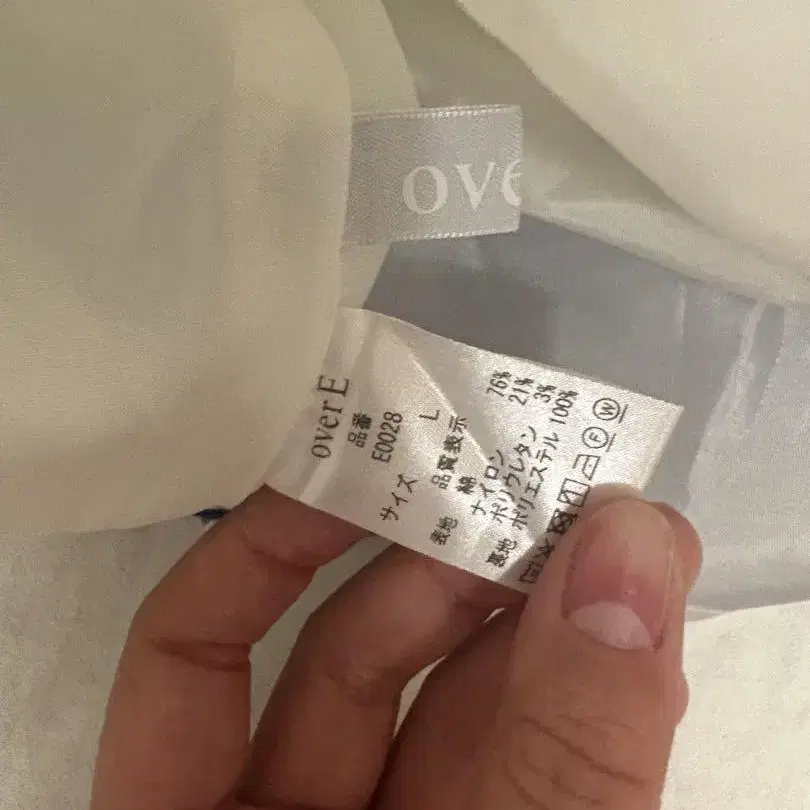 ove
over E
品番
E0028
サイズ L
品質表示
表地 綿 76%
ナイロン 21%
ポリウレタン 3%
裏地 ポリエステル 100%
F W